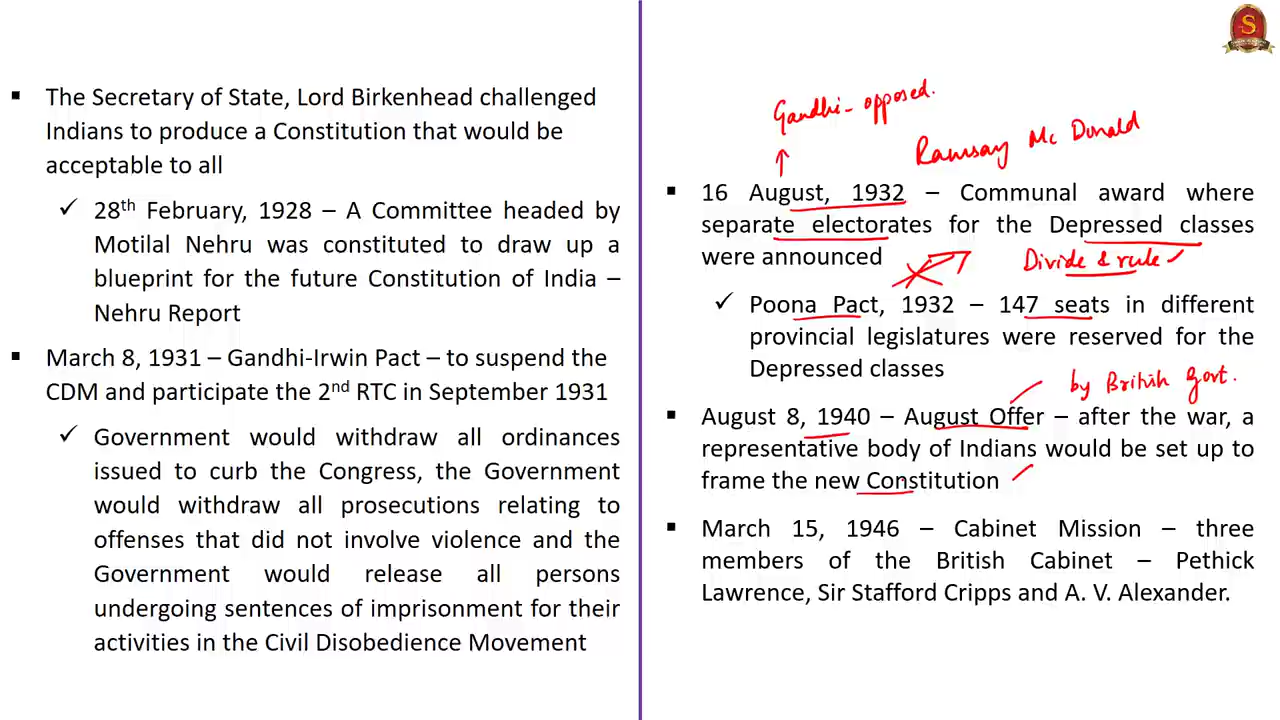 ▪ The Secretary of State, Lord Birkenhead challenged
Indians to produce a Constitution that would be
acceptable to all
✓ 28th February, 1928 – A Committee headed by
Motilal Nehru was constituted to draw up a
blueprint for the future Constitution of India –
Nehru Report
▪ March 8, 1931 – Gandhi-Irwin Pact – to suspend the
CDM and participate the 2nd RTC in September 1931
✓ Government would withdraw all ordinances
issued to curb the Congress, the Government
would withdraw all prosecutions relating to
offenses that did not involve violence and the
Government would release all persons
undergoing sentences of imprisonment for their
activities in the Civil Disobedience Movement
S
Gandhi - opposed.
Ramsay Mc Donald
▪ 16 August, 1932 – Communal award where
separate electorates for the Depressed classes
were announced
Divide & rule
✓ Poona Pact, 1932 – 147 seats in different
provincial legislatures were reserved for the
Depressed classes
by British Govt.
▪ August 8, 1940 – August Offer – after the war, a
representative body of Indians would be set up to
frame the new Constitution
▪ March 15, 1946 – Cabinet Mission – three
members of the British Cabinet – Pethick
Lawrence, Sir Stafford Cripps and A. V. Alexander.